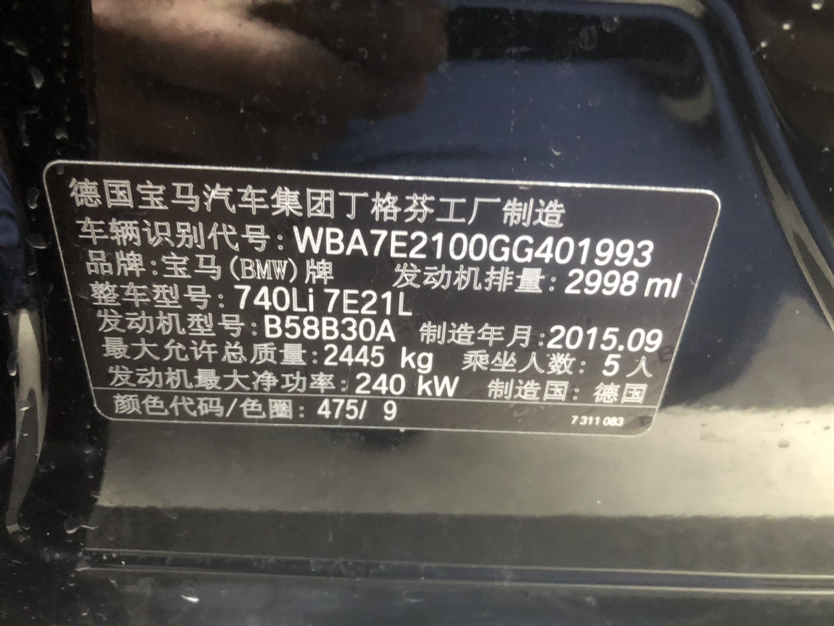 德国宝马汽车集团丁格芬工厂制造
车辆识别代号: WBA7E2100GG401993
品牌: 宝马(BMW)牌 发动机排量: 2998 ml
整车型号: 740Li 7E21L
发动机型号: B58B30A 制造年月: 2015.09
最大允许总质量: 2445 kg 乘坐人数: 5 人
发动机最大净功率: 240 kW 制造国: 德国
颜色代码/色圈: 475/ 9 7 311 083